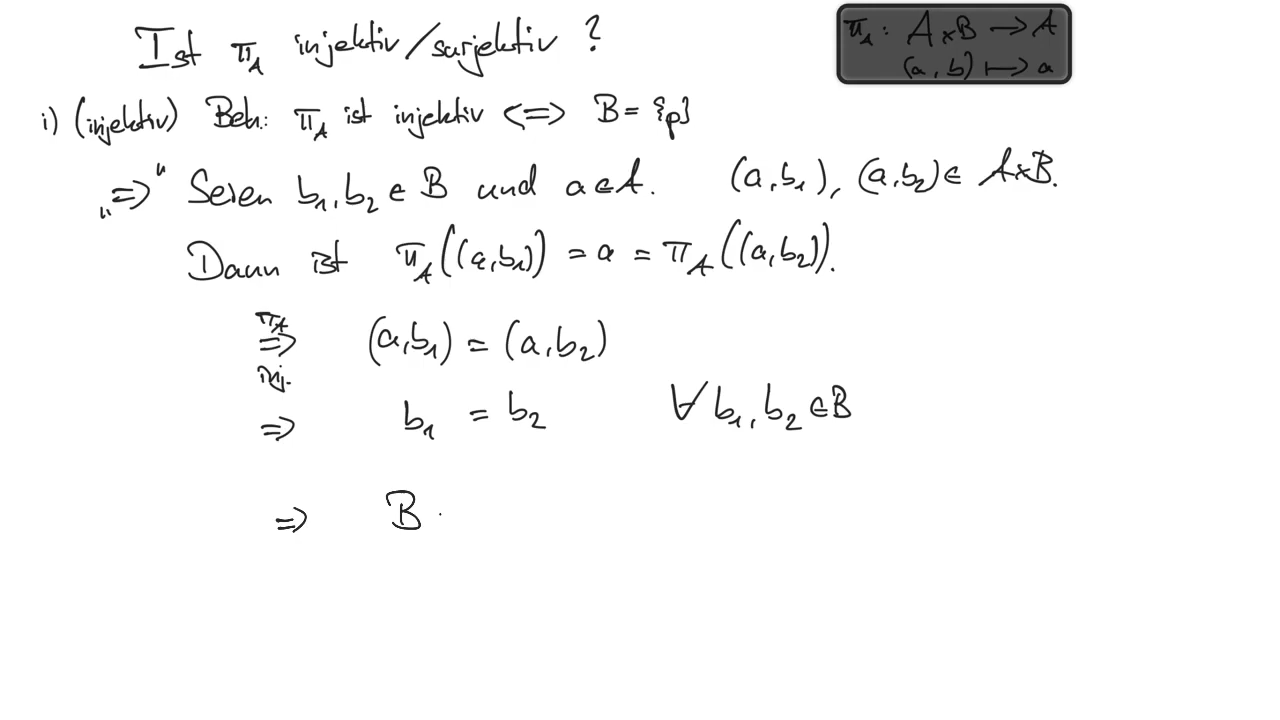 Ist π_A injektiv/surjektiv ?
π_A : A×B → A
(a, b) ↦ a
i) (injektiv) Beh.: π_A ist injektiv <=> B = {p}
„=>" Seien b₁, b₂ ∈ B und a∈A. (a,b₁), (a,b₂)∈ A×B.
Dann ist π_A((a,b₁)) = a = π_A((a,b₂)).
π_A
=> (a,b₁) = (a,b₂)
inj.
=> b₁ = b₂ ∀ b₁, b₂ ∈B
=> B